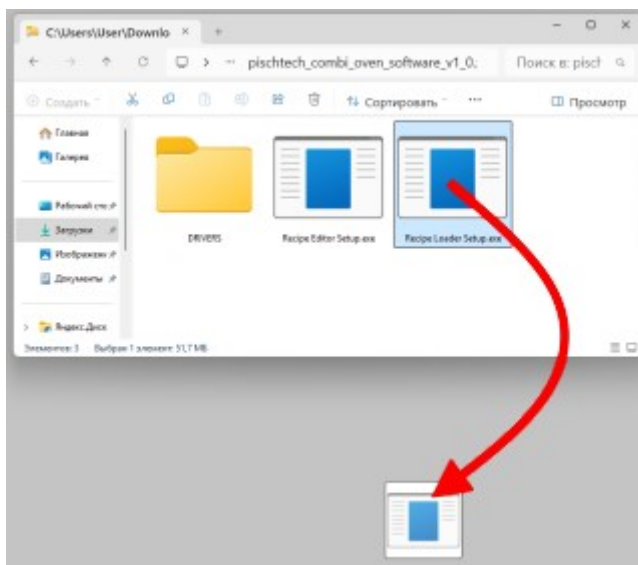 C:\Users\User\Downlo
pischtech_combi_oven_software_v1_0.
Поиск в: pisch
Создать
Сортировать
Просмотр
Главная
Галерея
Рабочий сто
Загрузки
Изображени
Документы
Яндекс.Диск
DRIVERS
Recipe Editor Setup.exe
Recipe Loader Setup.exe
Элементов: 3 Выбран 1 элемент: 51,7 МБ